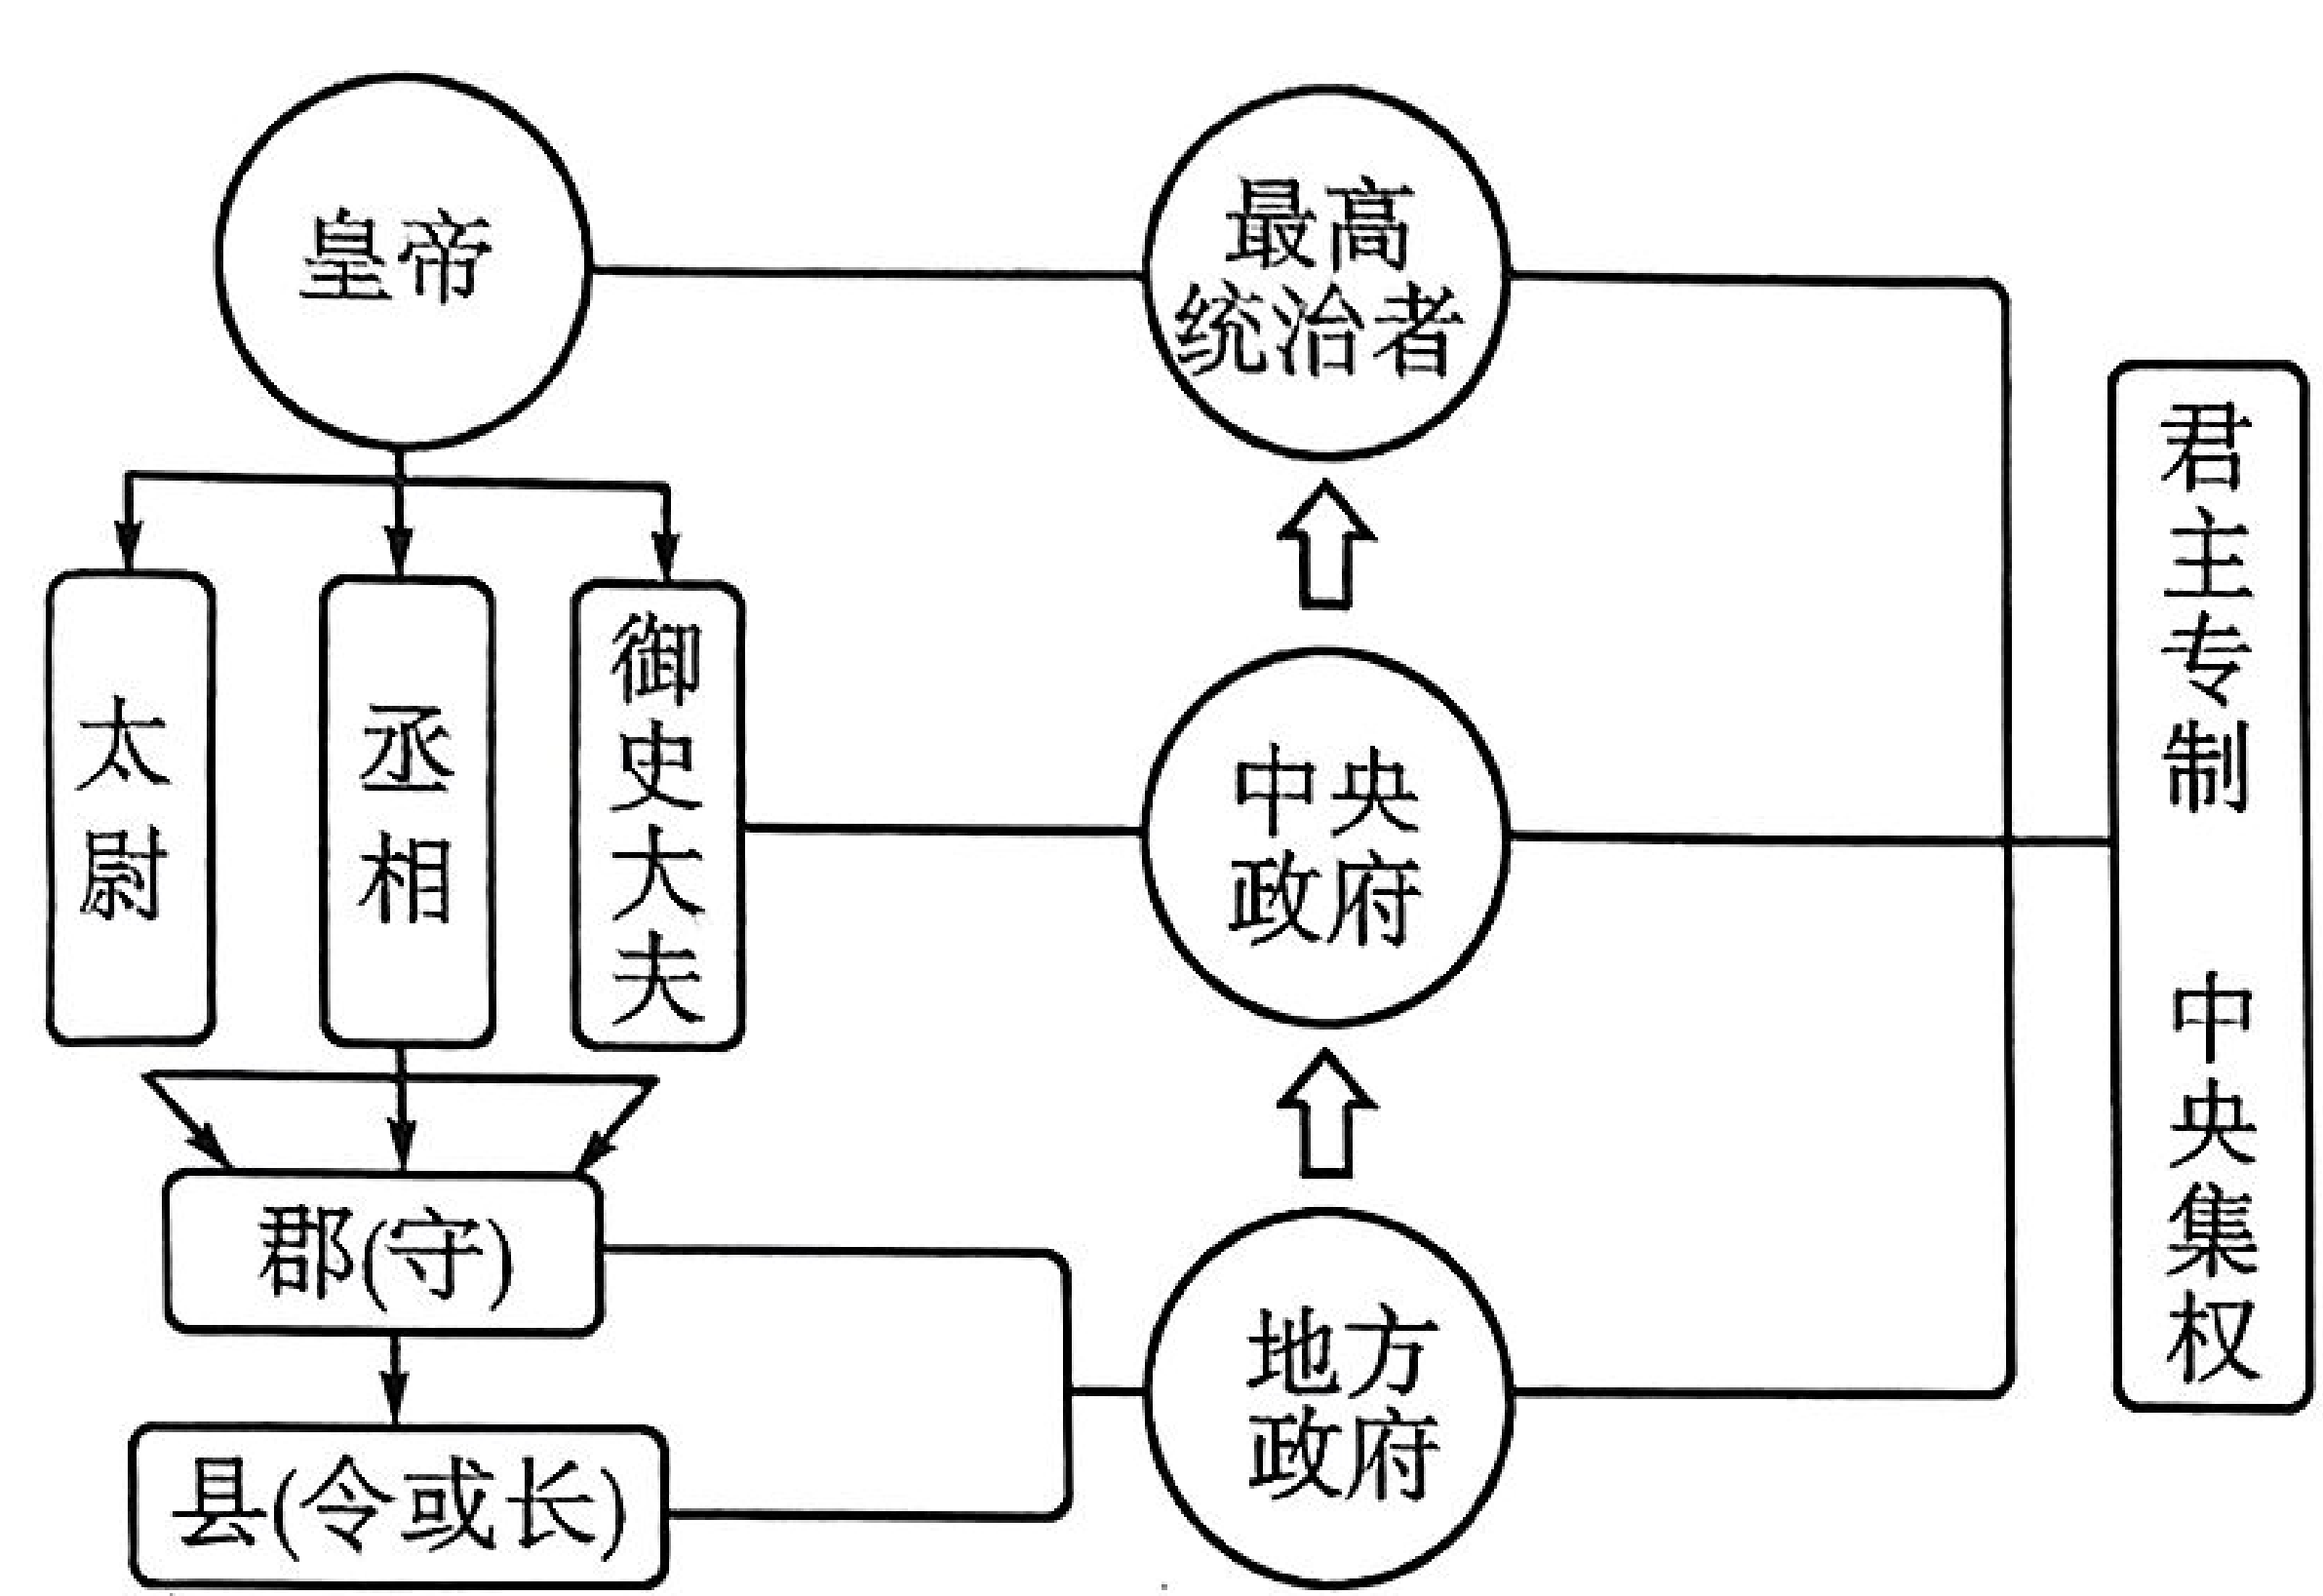 皇帝
最高
统治者
太尉
丞相
御史大夫
中央
政府
君主专制 中央集权
郡(守)
地方
政府
县(令或长)